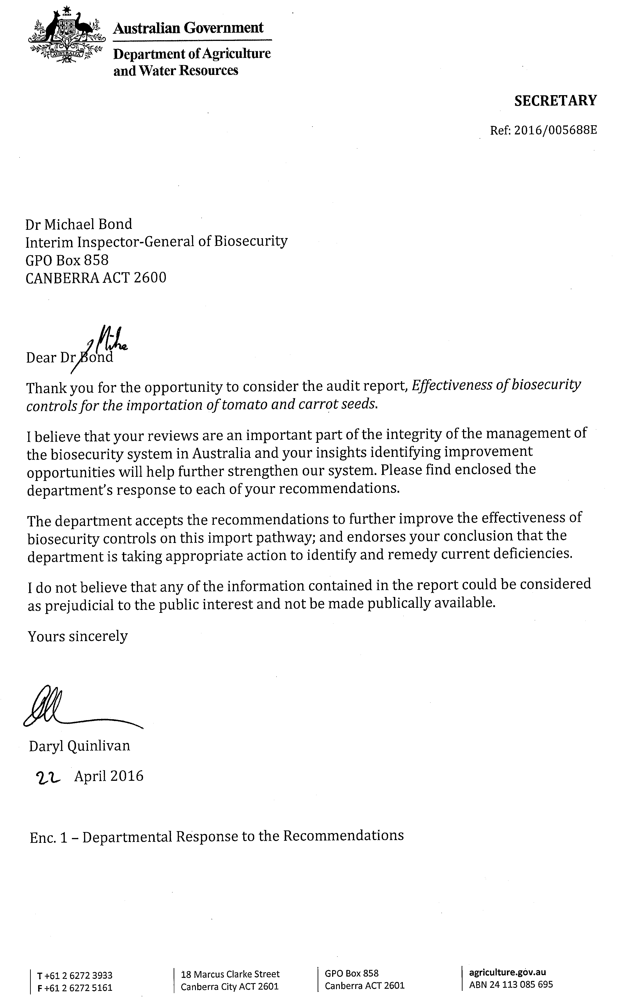 AUSTRALIA
Australian Government
Department of Agriculture
and Water Resources
SECRETARY
Ref: 2016/005688E
Dr Michael Bond
Interim Inspector-General of Biosecurity
GPO Box 858
CANBERRA ACT 2600
Mike
Dear Dr Bond
Thank you for the opportunity to consider the audit report, Effectiveness of biosecurity
controls for the importation of tomato and carrot seeds.
I believe that your reviews are an important part of the integrity of the management of
the biosecurity system in Australia and your insights identifying improvement
opportunities will help further strengthen our system. Please find enclosed the
department's response to each of your recommendations.
The department accepts the recommendations to further improve the effectiveness of
biosecurity controls on this import pathway; and endorses your conclusion that the
department is taking appropriate action to identify and remedy current deficiencies.
I do not believe that any of the information contained in the report could be considered
as prejudicial to the public interest and not be made publically available.
Yours sincerely
Daryl Quinlivan
22 April 2016
Enc. 1 – Departmental Response to the Recommendations
T +61 2 6272 3933
F +61 2 6272 5161
18 Marcus Clarke Street
Canberra City ACT 2601
GPO Box 858
Canberra ACT 2601
agriculture.gov.au
ABN 24 113 085 695